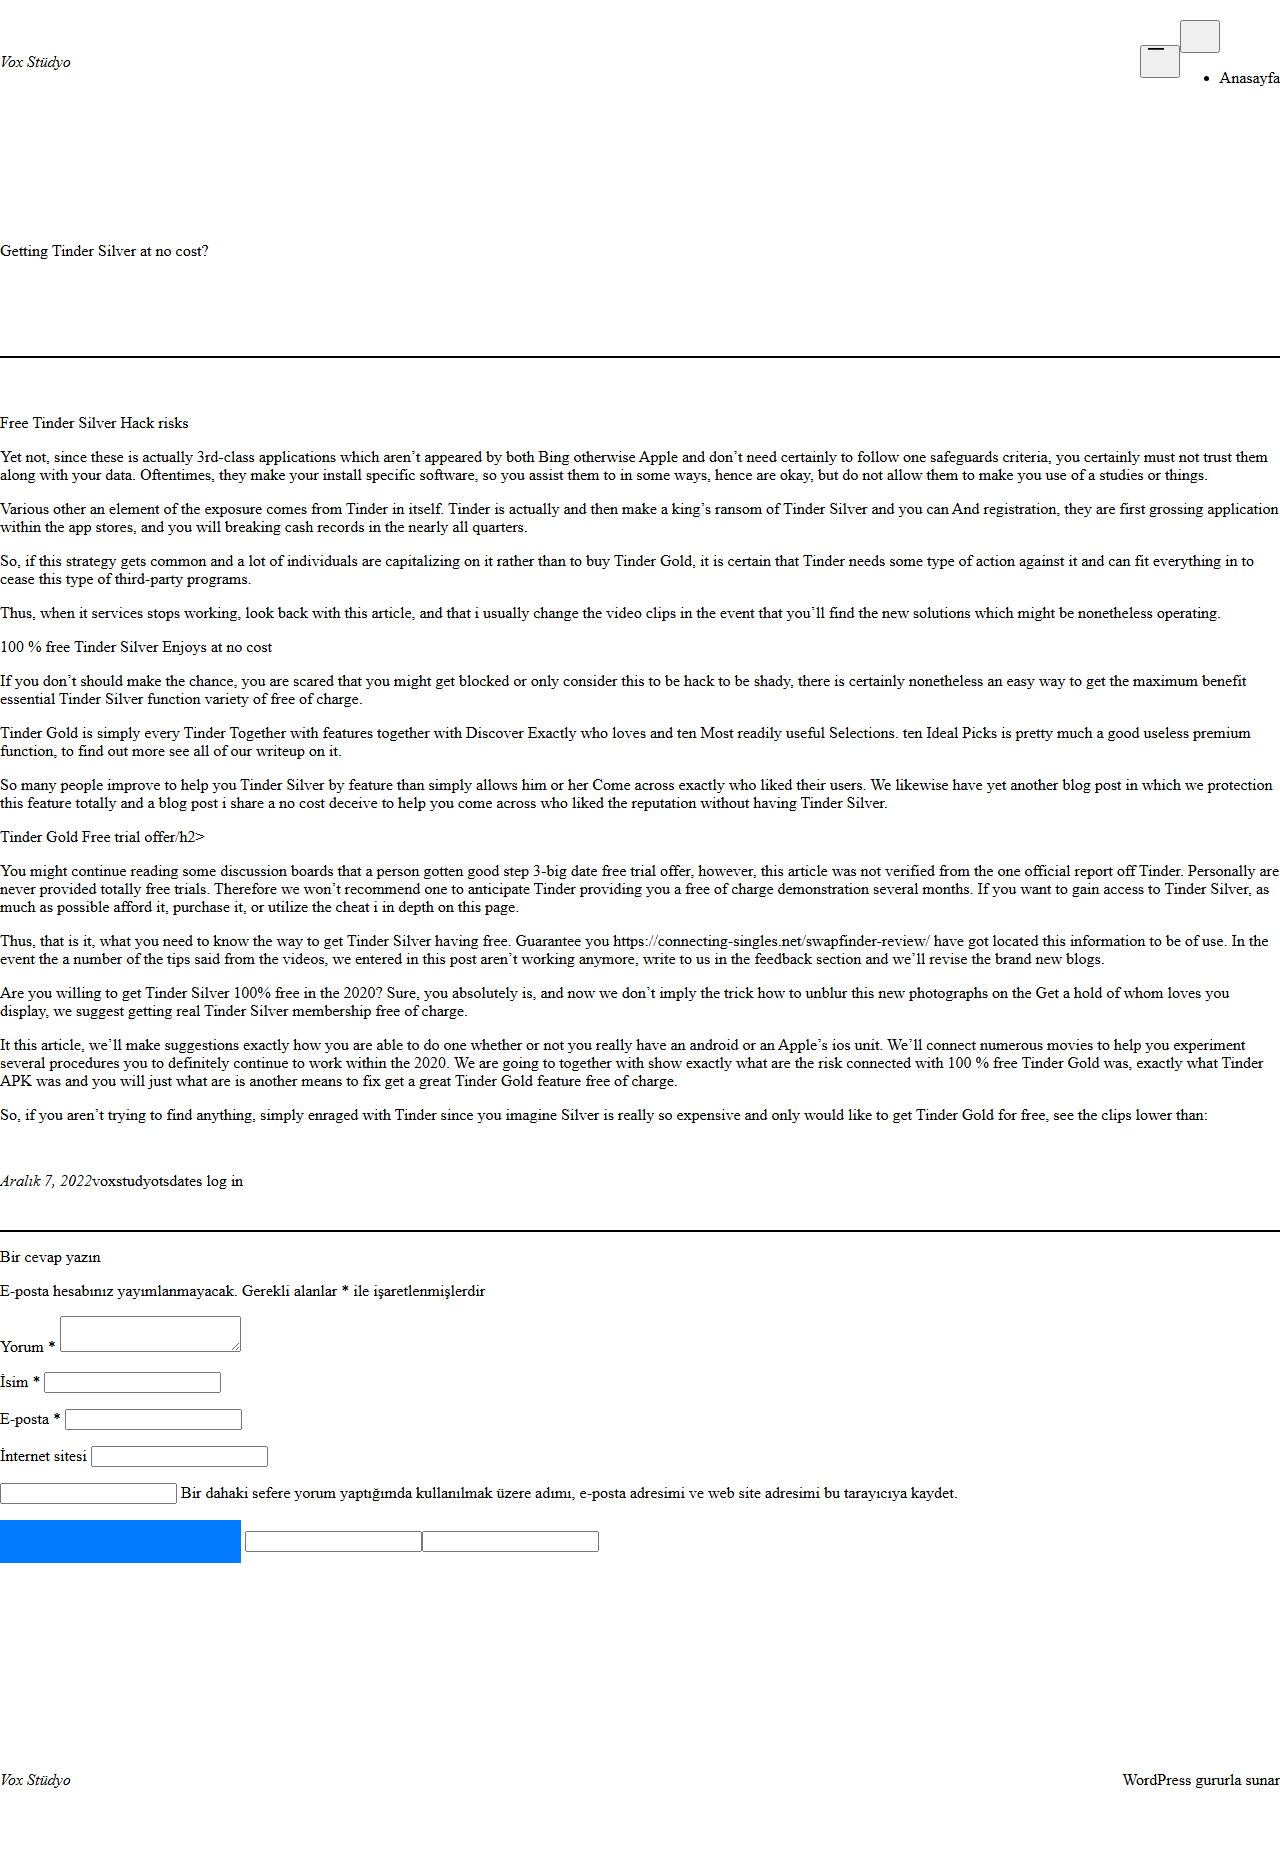 Vox Stüdyo
Anasayfa
Getting Tinder Silver at no cost?
Free Tinder Silver Hack risks
Yet not, since these is actually 3rd-class applications which aren’t appeared by both Bing otherwise Apple and don’t need certainly to follow one safeguards criteria, you certainly must not trust them
along with your data. Oftentimes, they make your install specific software, so you assist them to in some ways, hence are okay, but do not allow them to make you use of a studies or things.
Various other an element of the exposure comes from Tinder in itself. Tinder is actually and then make a king’s ransom of Tinder Silver and you can And registration, they are first grossing application
within the app stores, and you will breaking cash records in the nearly all quarters.
So, if this strategy gets common and a lot of individuals are capitalizing on it rather than to buy Tinder Gold, it is certain that Tinder needs some type of action against it and can fit everything in to
cease this type of third-party programs.
Thus, when it services stops working, look back with this article, and that i usually change the video clips in the event that you’ll find the new solutions which might be nonetheless operating.
100 % free Tinder Silver Enjoys at no cost
If you don’t should make the chance, you are scared that you might get blocked or only consider this to be hack to be shady, there is certainly nonetheless an easy way to get the maximum benefit
essential Tinder Silver function variety of free of charge.
Tinder Gold is simply every Tinder Together with features together with Discover Exactly who loves and ten Most readily useful Selections. ten Ideal Picks is pretty much a good useless premium
function, to find out more see all of our writeup on it.
So many people improve to help you Tinder Silver by feature than simply allows him or her Come across exactly who liked their users. We likewise have yet another blog post in which we protection
this feature totally and a blog post i share a no cost deceive to help you come across who liked the reputation without having Tinder Silver.
Tinder Gold Free trial offer/h2>
You might continue reading some discussion boards that a person gotten good step 3-big date free trial offer, however, this article was not verified from the one official report off Tinder. Personally are
never provided totally free trials. Therefore we won’t recommend one to anticipate Tinder providing you a free of charge demonstration several months. If you want to gain access to Tinder Silver, as
much as possible afford it, purchase it, or utilize the cheat i in depth on this page.
Thus, that is it, what you need to know the way to get Tinder Silver having free. Guarantee you https://connecting-singles.net/swapfinder-review/ have got located this information to be of use. In the
event the a number of the tips said from the videos, we entered in this post aren’t working anymore, write to us in the feedback section and we’ll revise the brand new blogs.
Are you willing to get Tinder Silver 100% free in the 2020? Sure, you absolutely is, and now we don’t imply the trick how to unblur this new photographs on the Get a hold of whom loves you
display, we suggest getting real Tinder Silver membership free of charge.
It this article, we’ll make suggestions exactly how you are able to do one whether or not you really have an android or an Apple’s ios unit. We’ll connect numerous movies to help you experiment
several procedures you to definitely continue to work within the 2020. We are going to together with show exactly what are the risk connected with 100 % free Tinder Gold was, exactly what Tinder
APK was and you will just what are is another means to fix get a great Tinder Gold feature free of charge.
So, if you aren’t trying to find anything, simply enraged with Tinder since you imagine Silver is really so expensive and only would like to get Tinder Gold for free, see the clips lower than:
Aralık 7, 2022voxstudyotsdates log in
Bir cevap yazın
E-posta hesabınız yayımlanmayacak. Gerekli alanlar * ile işaretlenmişlerdir
Yorum *
İsim *
E-posta *
İnternet sitesi
Bir dahaki sefere yorum yaptığımda kullanılmak üzere adımı, e-posta adresimi ve web site adresimi bu tarayıcıya kaydet.
Vox Stüdyo
WordPress gururla sunar